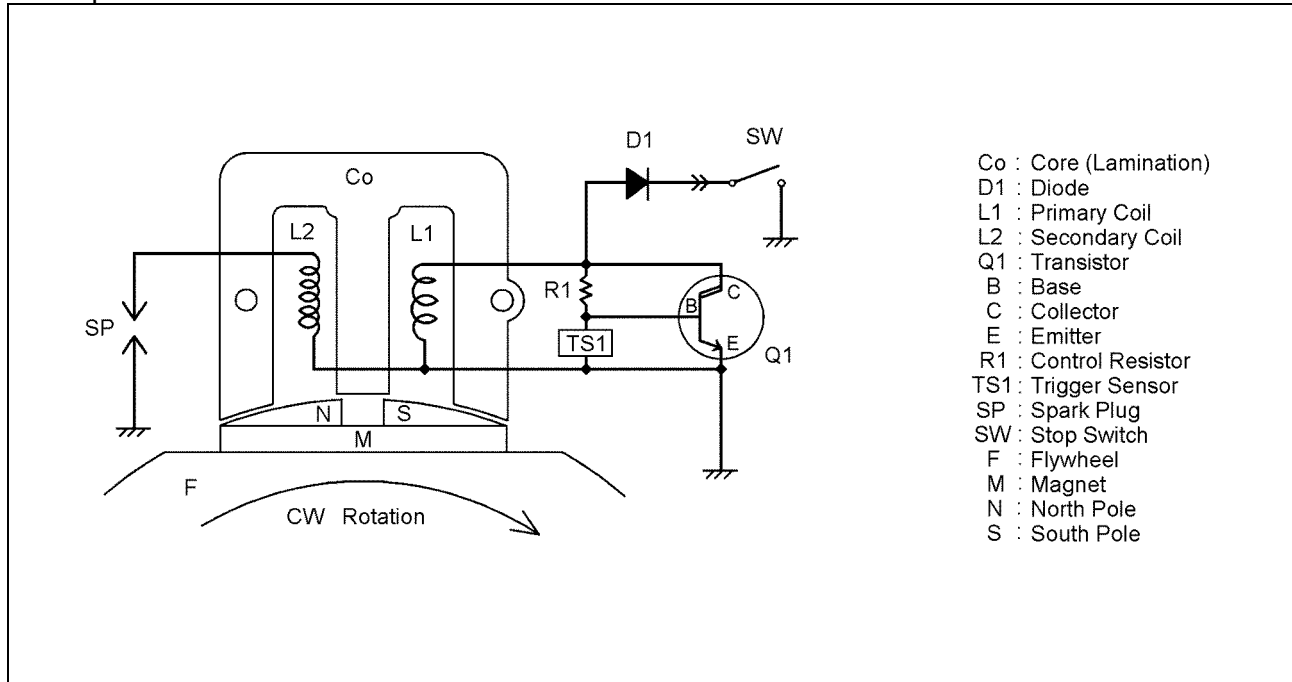 D1
SW
Co
L2
L1
R1
C
B
SP
TS1
E
Q1
N
S
M
F
CW Rotation
Co : Core (Lamination)
D1 : Diode
L1 : Primary Coil
L2 : Secondary Coil
Q1 : Transistor
B : Base
C : Collector
E : Emitter
R1 : Control Resistor
TS1 : Trigger Sensor
SP : Spark Plug
SW : Stop Switch
F : Flywheel
M : Magnet
N : North Pole
S : South Pole